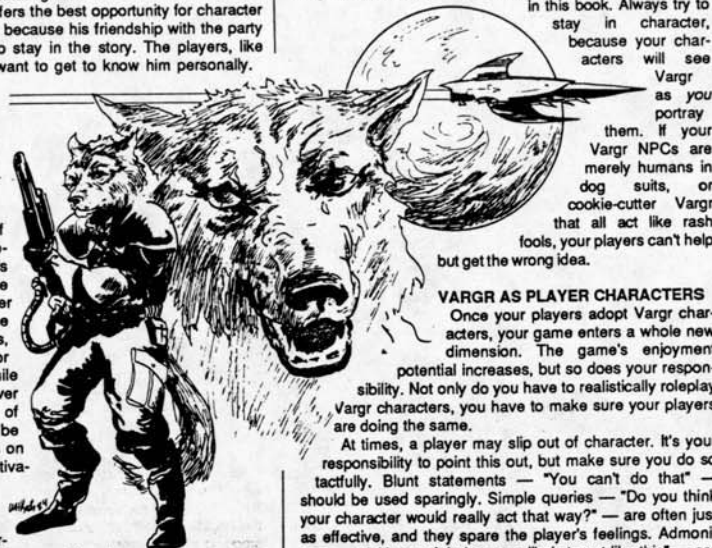 fers the best opportunity for character
because his friendship with the party
o stay in the story. The players, like
want to get to know him personally.
f
s
e
er
e
s,
or
ile
ver
of
be
on
tiva-
r-
in this book. Always try to
stay in character,
because your char-
acters will see
Vargr
as you
portray
them. If your
Vargr NPCs are
merely humans in
dog suits, or
cookie-cutter Vargr
that all act like rash
fools, your players can't help
but get the wrong idea.
VARGR AS PLAYER CHARACTERS
Once your players adopt Vargr char-
acters, your game enters a whole new
dimension. The game's enjoyment
potential increases, but so does your respon-
sibility. Not only do you have to realistically roleplay
Vargr characters, you have to make sure your players
are doing the same.
At times, a player may slip out of character. It's your
responsibility to point this out, but make sure you do so
tactfully. Blunt statements — "You can't do that" —
should be used sparingly. Simple queries — "Do you think
your character would really act that way?" — are often just
as effective, and they spare the player's feelings. Admoni